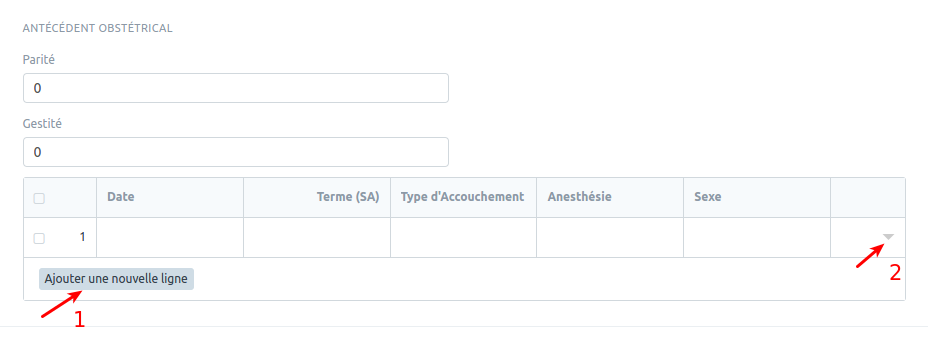 ANTÉCÉDENT OBSTÉTRICAL
Parité
0
Gestité
0
Date Terme (SA) Type d'Accouchement Anesthésie Sexe
1
2
Ajouter une nouvelle ligne
1